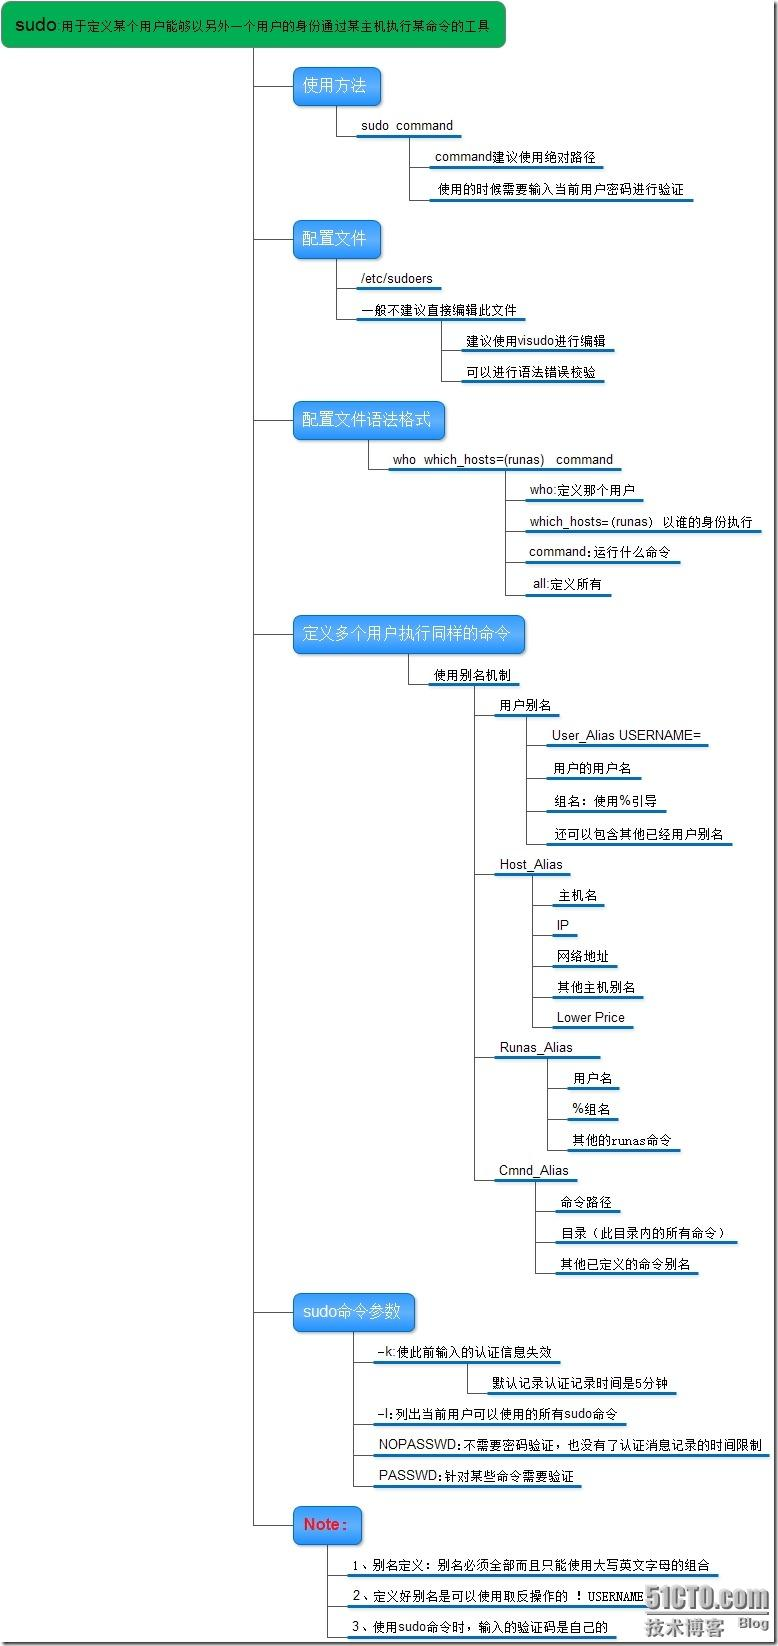 sudo:用于定义某个用户能够以另外一个用户的身份通过某主机执行某命令的工具
使用方法
sudo command
command建议使用绝对路径
使用的时候需要输入当前用户密码进行验证
配置文件
/etc/sudoers
一般不建议直接编辑此文件
建议使用visudo进行编辑
可以进行语法错误校验
配置文件语法格式
who which_hosts=(runas) command
who:定义那个用户
which_hosts=(runas) 以谁的身份执行
command:运行什么命令
all:定义所有
定义多个用户执行同样的命令
使用别名机制
用户别名
User_Alias USERNAME=
用户的用户名
组名：使用%引导
还可以包含其他已经用户别名
Host_Alias
主机名
IP
网络地址
其他主机别名
Lower Price
Runas_Alias
用户名
%组名
其他的runas命令
Cmnd_Alias
命令路径
目录（此目录内的所有命令）
其他已定义的命令别名
sudo命令参数
-k:使此前输入的认证信息失效
默认记录认证记录时间是5分钟
-l:列出当前用户可以使用的所有sudo命令
NOPASSWD:不需要密码验证，也没有了认证消息记录的时间限制
PASSWD:针对某些命令需要验证
Note:
1、别名定义：别名必须全部而且只能使用大写英文字母的组合
2、定义好别名是可以使用取反操作的 ！USERNAME
3、使用sudo命令时，输入的验证码是自己的
51CTO.com
技术博客 Blog